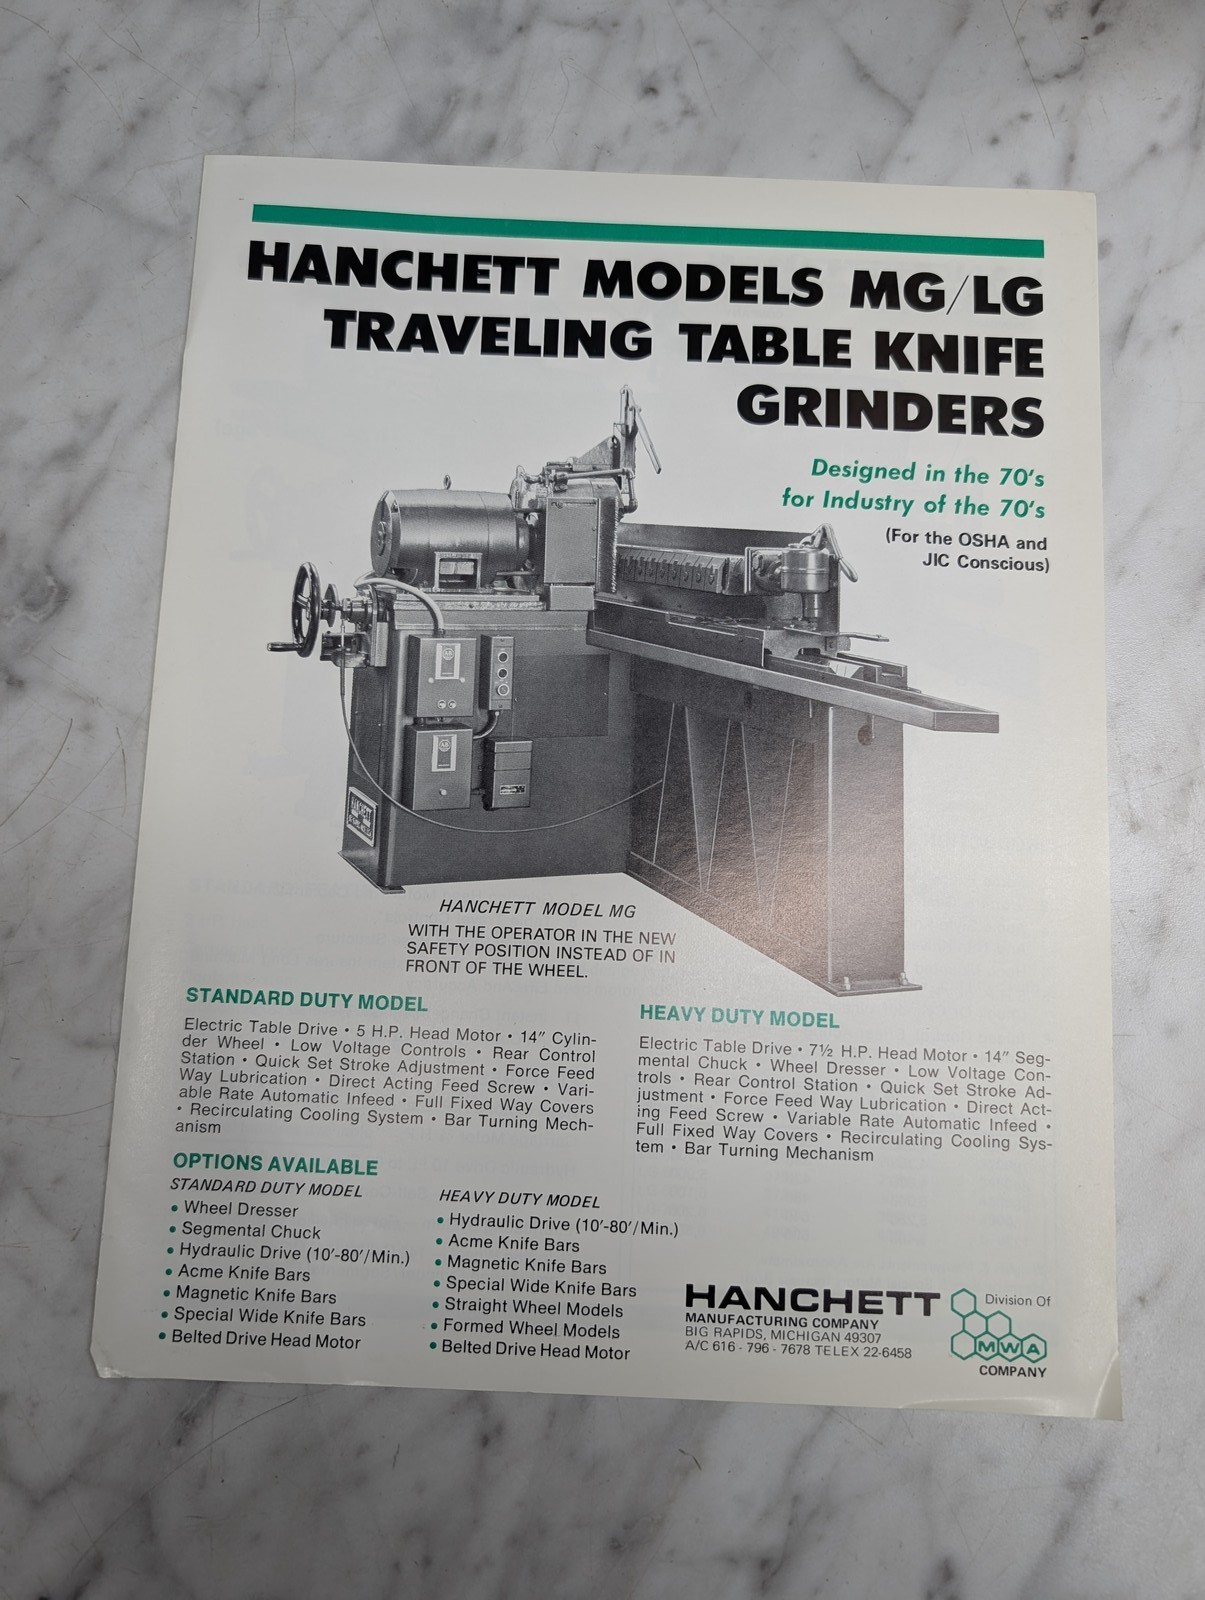 HANCHETT MODELS MG/LG
TRAVELING TABLE KNIFE
GRINDERS
Designed in the 70's
for Industry of the 70's
(For the OSHA and
JIC Conscious)
HANCHETT
HANCHETT MODEL MG
WITH THE OPERATOR IN THE NEW
SAFETY POSITION INSTEAD OF IN
FRONT OF THE WHEEL.
STANDARD DUTY MODEL
Electric Table Drive • 5 H.P. Head Motor • 14" Cylin-
der Wheel • Low Voltage Controls • Rear Control
Station • Quick Set Stroke Adjustment • Force Feed
Way Lubrication • Direct Acting Feed Screw • Vari-
able Rate Automatic Infeed • Full Fixed Way Covers
• Recirculating Cooling System • Bar Turning Mech-
anism
HEAVY DUTY MODEL
Electric Table Drive • 7½ H.P. Head Motor • 14" Seg-
mental Chuck • Wheel Dresser • Low Voltage Con-
trols • Rear Control Station • Quick Set Stroke Ad-
justment • Force Feed Way Lubrication • Direct Act-
ing Feed Screw • Variable Rate Automatic Infeed •
Full Fixed Way Covers • Recirculating Cooling Sys-
tem • Bar Turning Mechanism
OPTIONS AVAILABLE
STANDARD DUTY MODEL
• Wheel Dresser
• Segmental Chuck
• Hydraulic Drive (10'-80'/Min.)
• Acme Knife Bars
• Magnetic Knife Bars
• Special Wide Knife Bars
• Belted Drive Head Motor
HEAVY DUTY MODEL
• Hydraulic Drive (10'-80'/Min.)
• Acme Knife Bars
• Magnetic Knife Bars
• Special Wide Knife Bars
• Straight Wheel Models
• Formed Wheel Models
• Belted Drive Head Motor
HANCHETT
MANUFACTURING COMPANY
BIG RAPIDS, MICHIGAN 49307
A/C 616 - 796 - 7678 TELEX 22-6458
Division Of
MWA
COMPANY